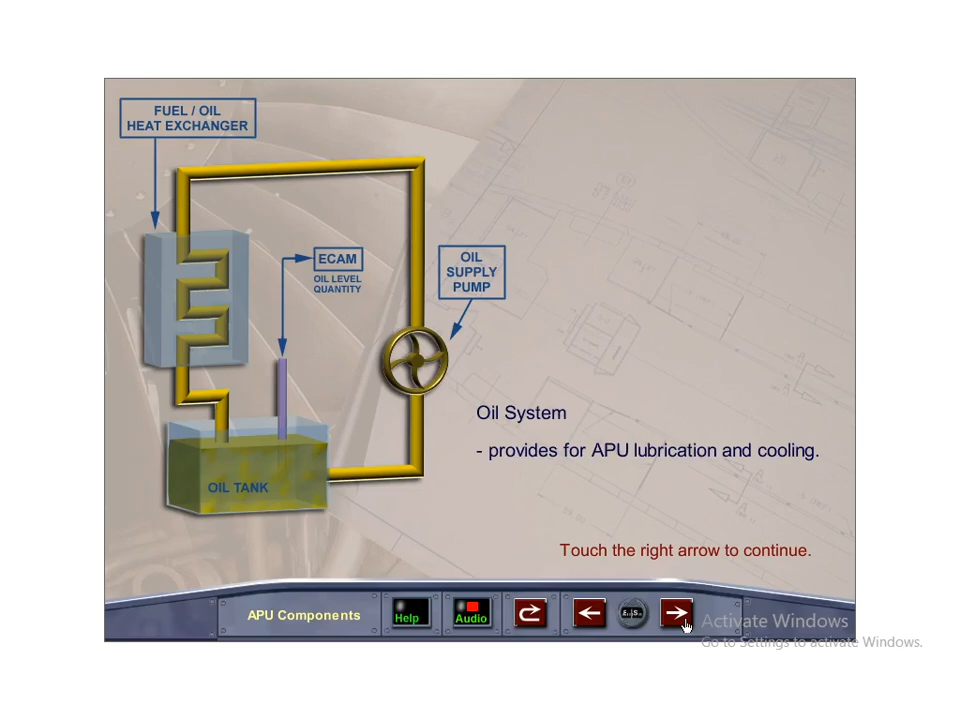 FUEL / OIL
HEAT EXCHANGER
ECAM
OIL LEVEL
QUANTITY
OIL
SUPPLY
PUMP
Oil System
- provides for APU lubrication and cooling.
OIL TANK
Touch the right arrow to continue.
APU Components
Help
Audio
Activate Windows
Go to Settings to activate Windows.